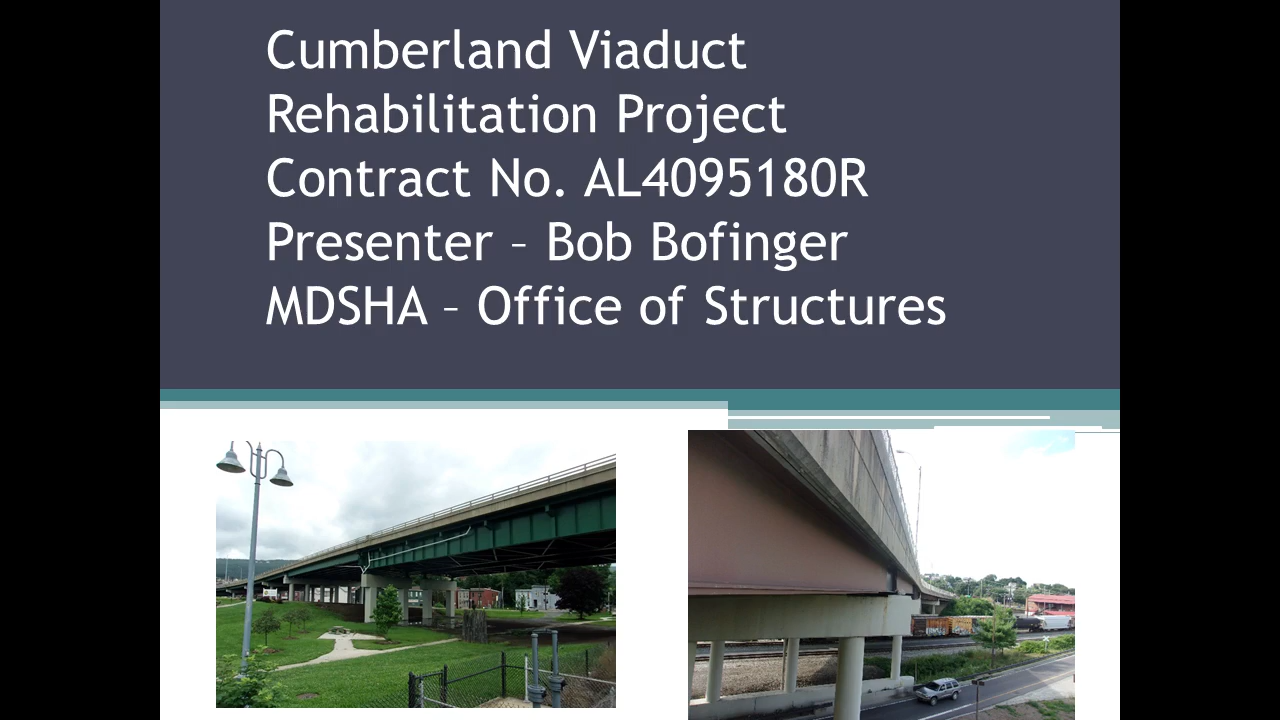 Cumberland Viaduct
Rehabilitation Project
Contract No. AL4095180R
Presenter – Bob Bofinger
MDSHA – Office of Structures